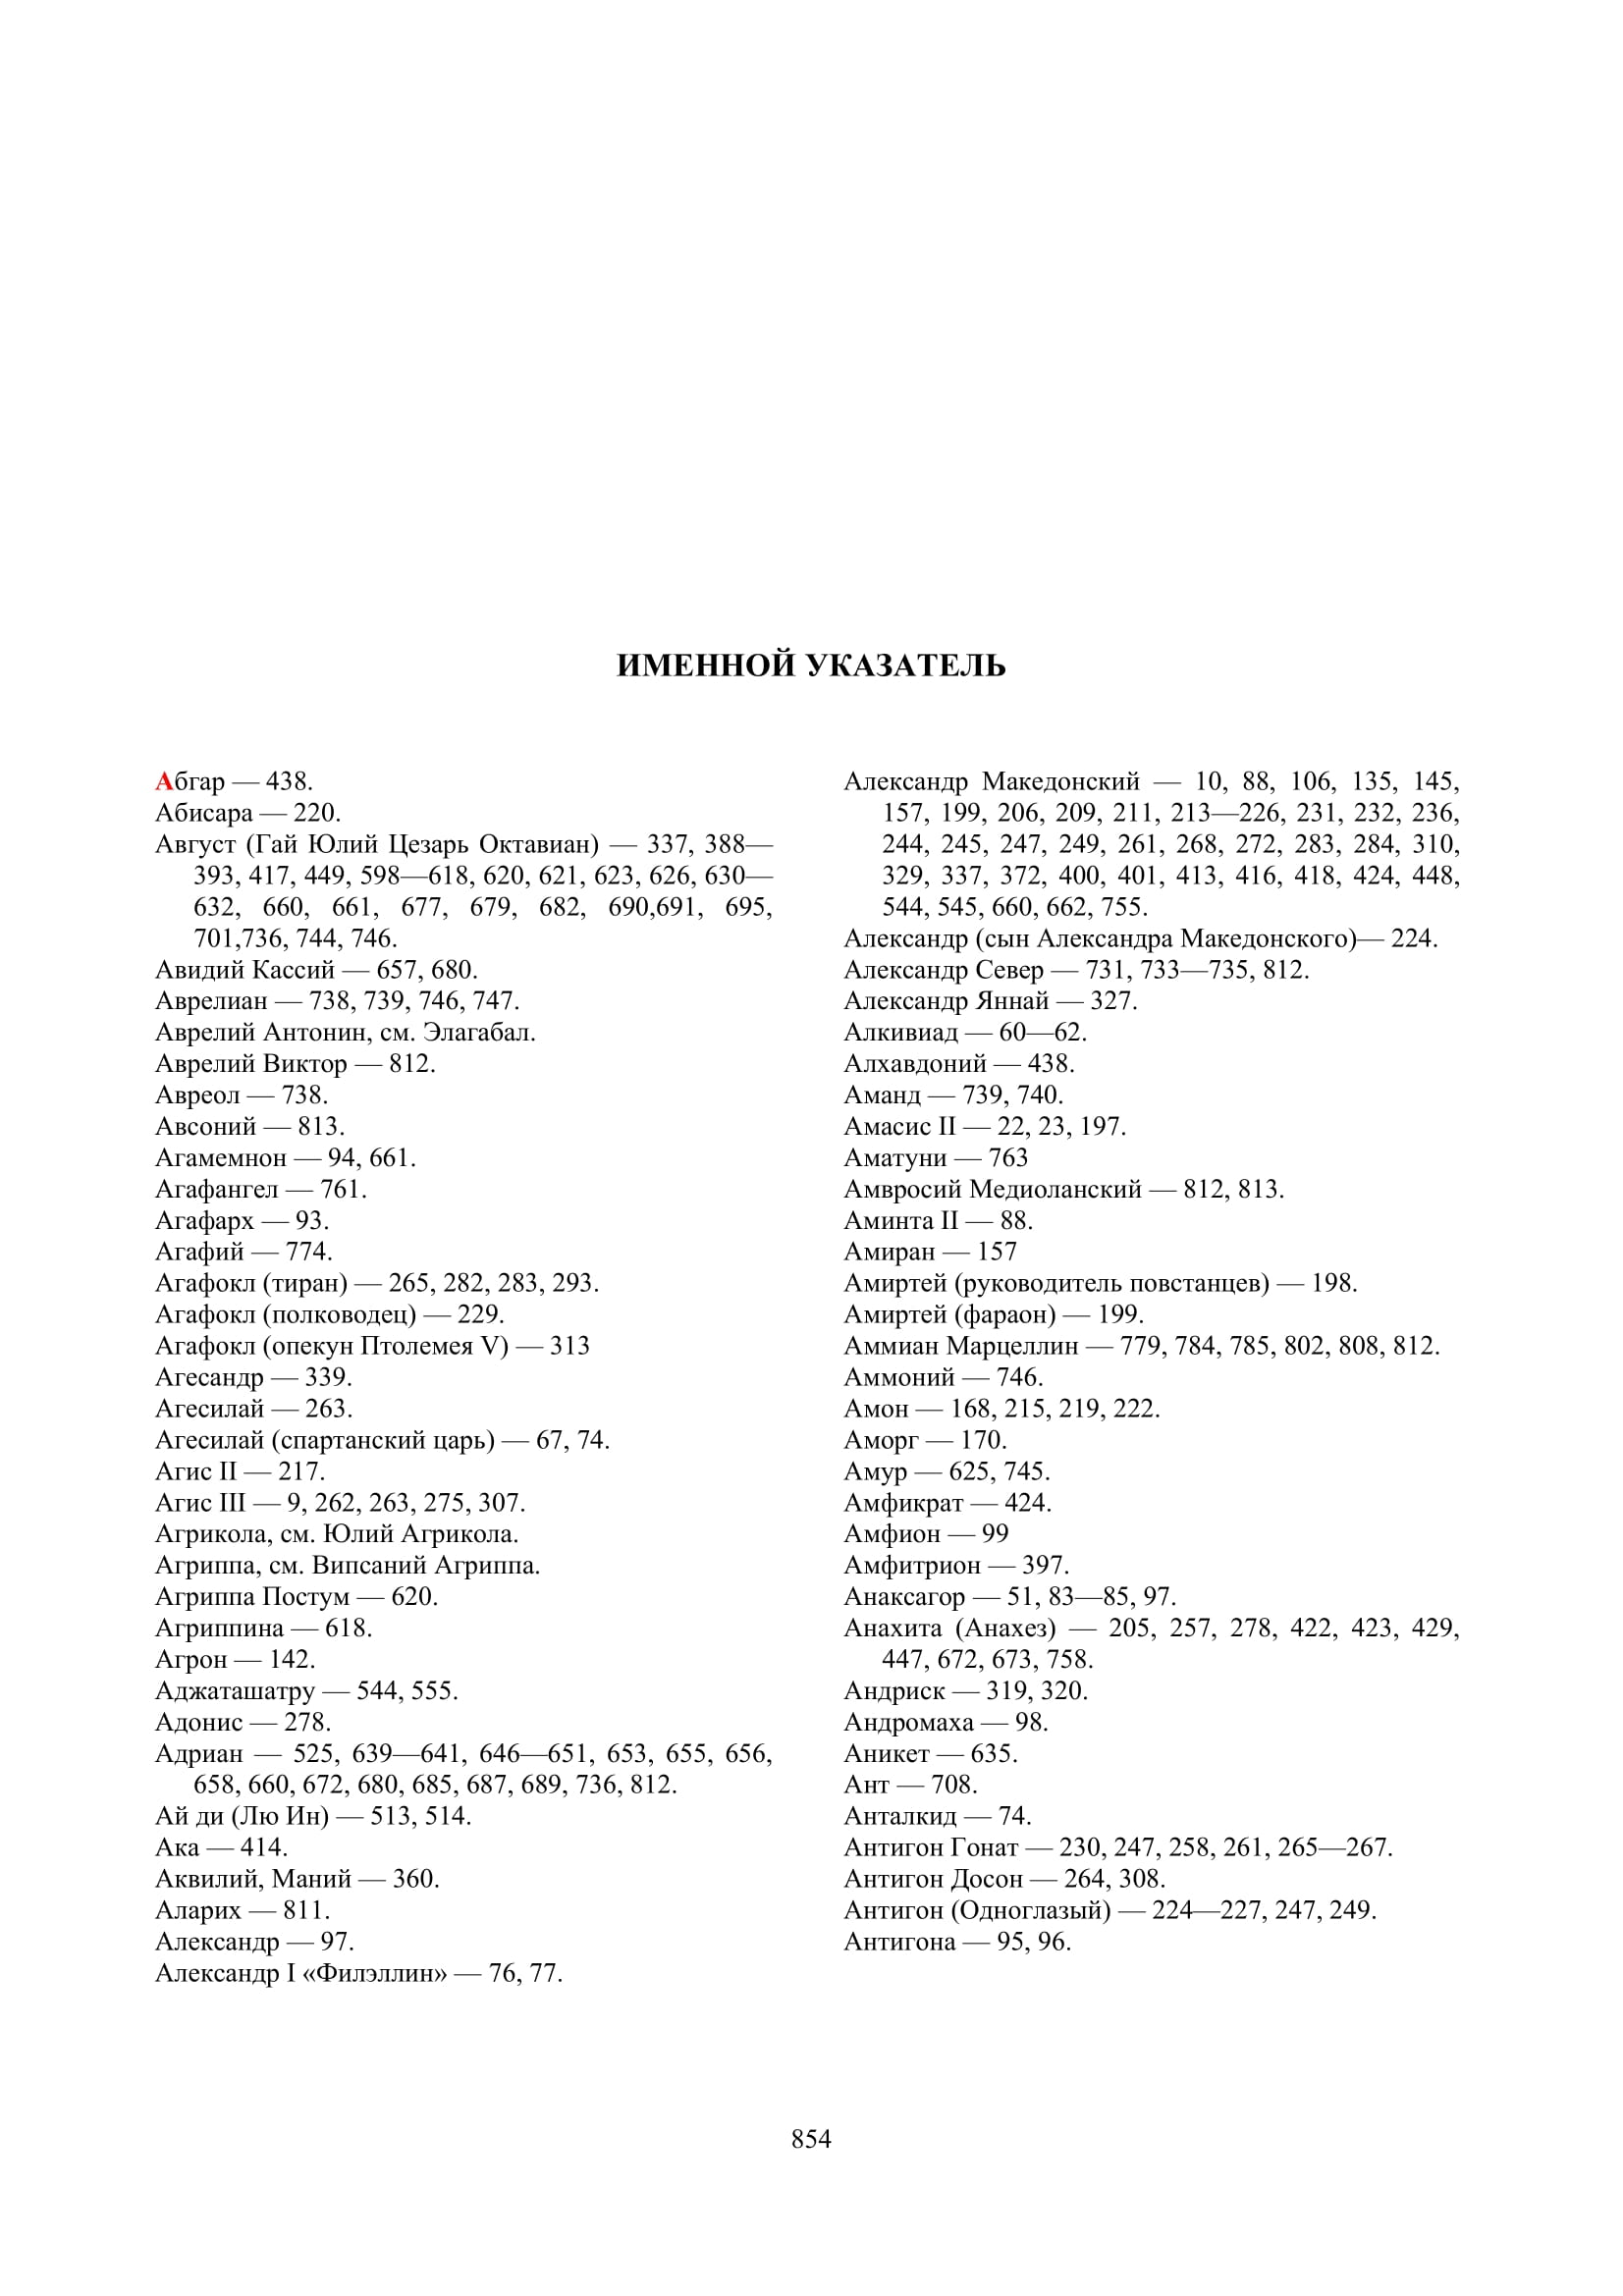 ИМЕННОЙ УКАЗАТЕЛЬ
Абгар — 438.
Абисара — 220.
Август (Гай Юлий Цезарь Октавиан) — 337, 388—
393, 417, 449, 598—618, 620, 621, 623, 626, 630—
632, 660, 661, 677, 679, 682, 690,691, 695,
701,736, 744, 746.
Авидий Кассий — 657, 680.
Аврелиан — 738, 739, 746, 747.
Аврелий Антонин, см. Элагабал.
Аврелий Виктор — 812.
Авреол — 738.
Авсоний — 813.
Агамемнон — 94, 661.
Агафангел — 761.
Агафарх — 93.
Агафий — 774.
Агафокл (тиран) — 265, 282, 283, 293.
Агафокл (полководец) — 229.
Агафокл (опекун Птолемея V) — 313
Агесандр — 339.
Агесилай — 263.
Агесилай (спартанский царь) — 67, 74.
Агис II — 217.
Агис III — 9, 262, 263, 275, 307.
Агрикола, см. Юлий Агрикола.
Агриппа, см. Випсаний Агриппа.
Агриппа Постум — 620.
Агриппина — 618.
Агрон — 142.
Аджаташатру — 544, 555.
Адонис — 278.
Адриан — 525, 639—641, 646—651, 653, 655, 656,
658, 660, 672, 680, 685, 687, 689, 736, 812.
Ай ди (Лю Ин) — 513, 514.
Ака — 414.
Аквилий, Маний — 360.
Аларих — 811.
Александр — 97.
Александр I «Филэллин» — 76, 77.
Александр Македонский — 10, 88, 106, 135, 145,
157, 199, 206, 209, 211, 213—226, 231, 232, 236,
244, 245, 247, 249, 261, 268, 272, 283, 284, 310,
329, 337, 372, 400, 401, 413, 416, 418, 424, 448,
544, 545, 660, 662, 755.
Александр (сын Александра Македонского)— 224.
Александр Север — 731, 733—735, 812.
Александр Яннай — 327.
Алкивиад — 60—62.
Алхавдоний — 438.
Аманд — 739, 740.
Амасис II — 22, 23, 197.
Аматуни — 763
Амвросий Медиоланский — 812, 813.
Аминта II — 88.
Амиран — 157
Амиртей (руководитель повстанцев) — 198.
Амиртей (фараон) — 199.
Аммиан Марцеллин — 779, 784, 785, 802, 808, 812.
Аммоний — 746.
Амон — 168, 215, 219, 222.
Аморг — 170.
Амур — 625, 745.
Амфикрат — 424.
Амфион — 99
Амфитрион — 397.
Анаксагор — 51, 83—85, 97.
Анахита (Анахез) — 205, 257, 278, 422, 423, 429,
447, 672, 673, 758.
Андриск — 319, 320.
Андромаха — 98.
Аникет — 635.
Ант — 708.
Анталкид — 74.
Антигон Гонат — 230, 247, 258, 261, 265—267.
Антигон Досон — 264, 308.
Антигон (Одноглазый) — 224—227, 247, 249.
Антигона — 95, 96.
854